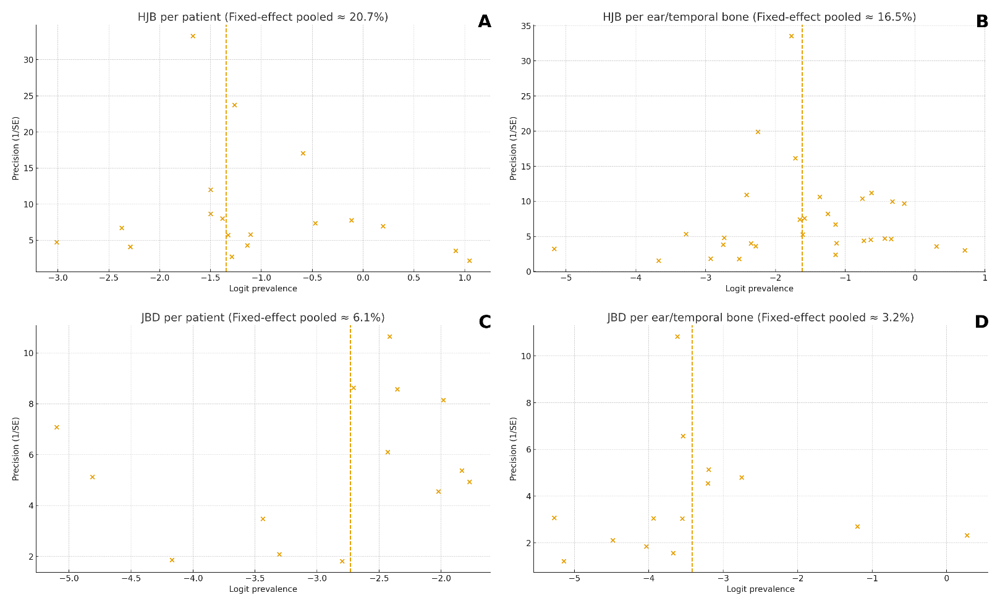 HJB per patient (Fixed-effect pooled ≈ 20.7%)
A
Precision (1/SE)
30
25
20
15
10
5
−3.0 −2.5 −2.0 −1.5 −1.0 −0.5 0.0 0.5 1.0
Logit prevalence
HJB per ear/temporal bone (Fixed-effect pooled ≈ 16.5%)
B
Precision (1/SE)
35
30
25
20
15
10
5
0
−5 −4 −3 −2 −1 0 1
Logit prevalence
JBD per patient (Fixed-effect pooled ≈ 6.1%)
C
Precision (1/SE)
10
8
6
4
2
−5.0 −4.5 −4.0 −3.5 −3.0 −2.5 −2.0
Logit prevalence
JBD per ear/temporal bone (Fixed-effect pooled ≈ 3.2%)
D
Precision (1/SE)
10
8
6
4
2
−5 −4 −3 −2 −1 0
Logit prevalence